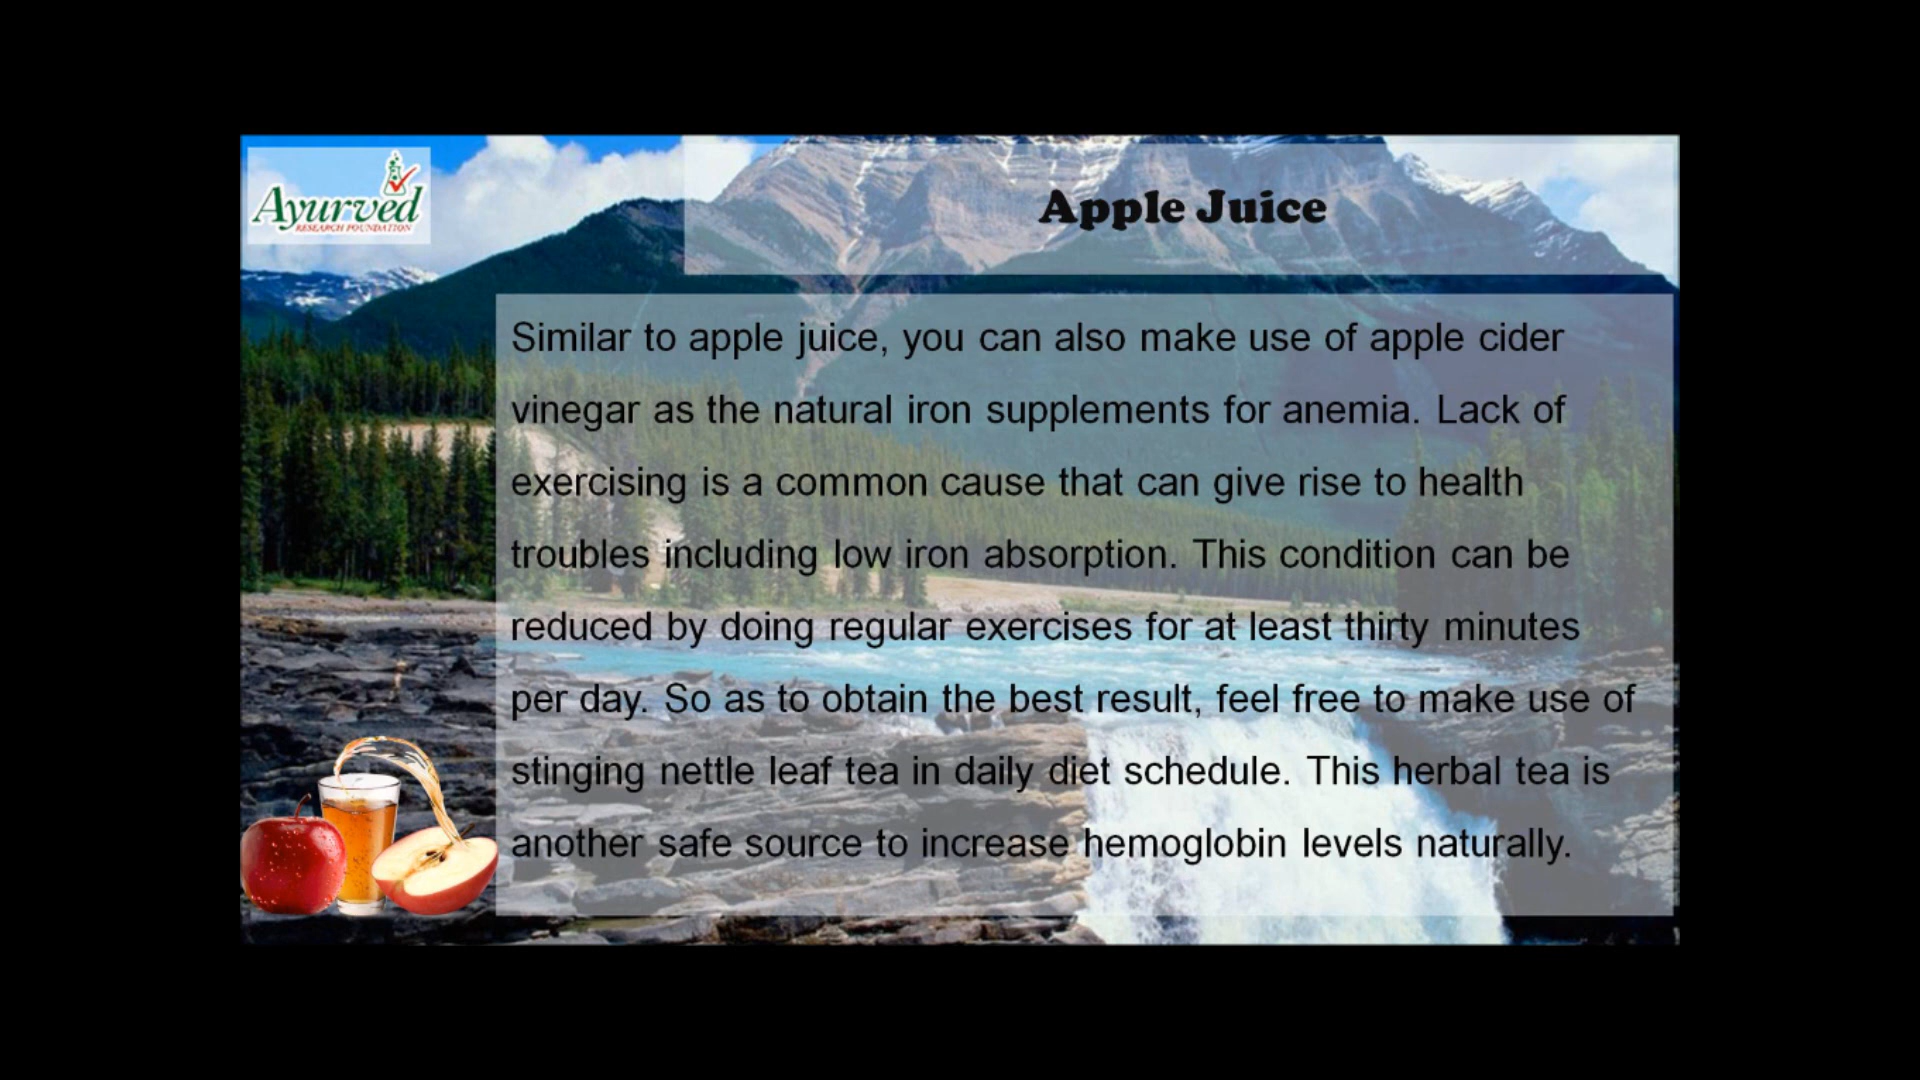 Ayurved
RESEARCH FOUNDATION
Apple Juice
Similar to apple juice, you can also make use of apple cider
vinegar as the natural iron supplements for anemia. Lack of
exercising is a common cause that can give rise to health
troubles including low iron absorption. This condition can be
reduced by doing regular exercises for at least thirty minutes
per day. So as to obtain the best result, feel free to make use of
stinging nettle leaf tea in daily diet schedule. This herbal tea is
another safe source to increase hemoglobin levels naturally.